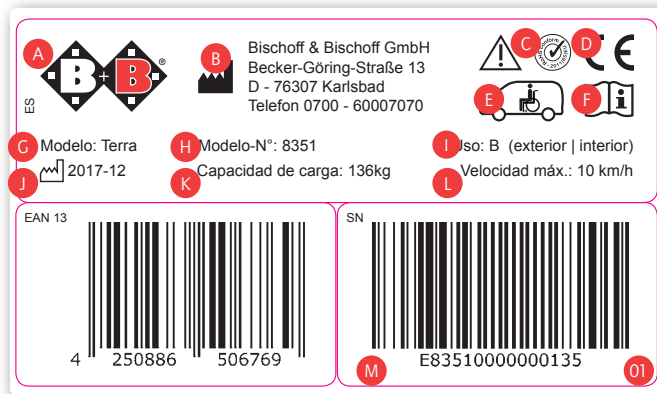 A
B + B ®
ES
B
Bischoff & Bischoff GmbH
Becker-Göring-Straße 13
D - 76307 Karlsbad
Telefon 0700 - 60007070
C
D
CE
E
F
i
G Modelo: Terra
H Modelo-N°: 8351
I Uso: B (exterior | interior)
J 2017-12
K Capacidad de carga: 136kg
L Velocidad máx.: 10 km/h
EAN 13
4 250886 506769
SN
E83510000000135
M
01